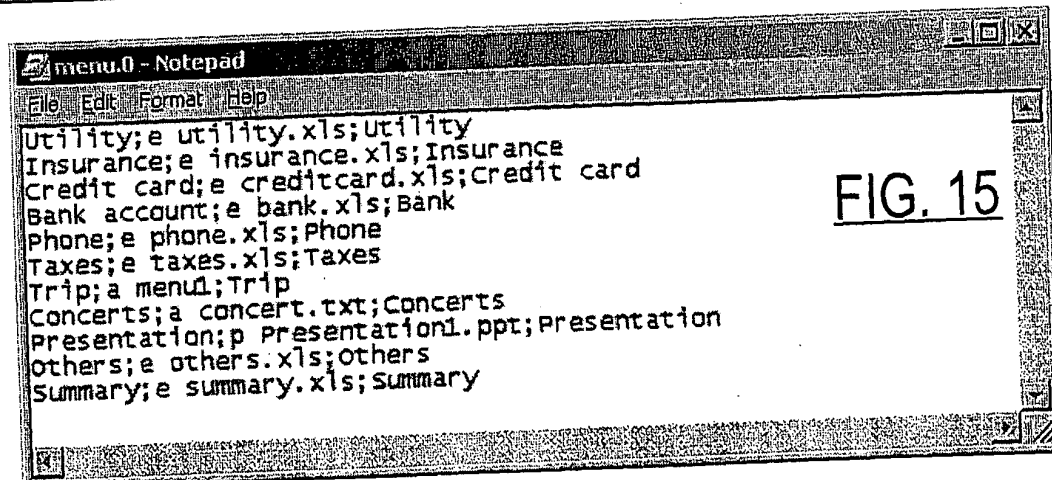 menu.0 - Notepad
File Edit Format Help
Utility;e utility.xls;Utility
Insurance;e insurance.xls;Insurance
Credit card;e creditcard.xls;Credit card
Bank account;e bank.xls;Bank
Phone;e phone.xls;Phone
Taxes;e taxes.xls;Taxes
Trip;a menu1;Trip
Concerts;a concert.txt;Concerts
Presentation;p Presentation1.ppt;Presentation
Others;e others.xls;Others
Summary;e summary.xls;Summary
FIG. 15